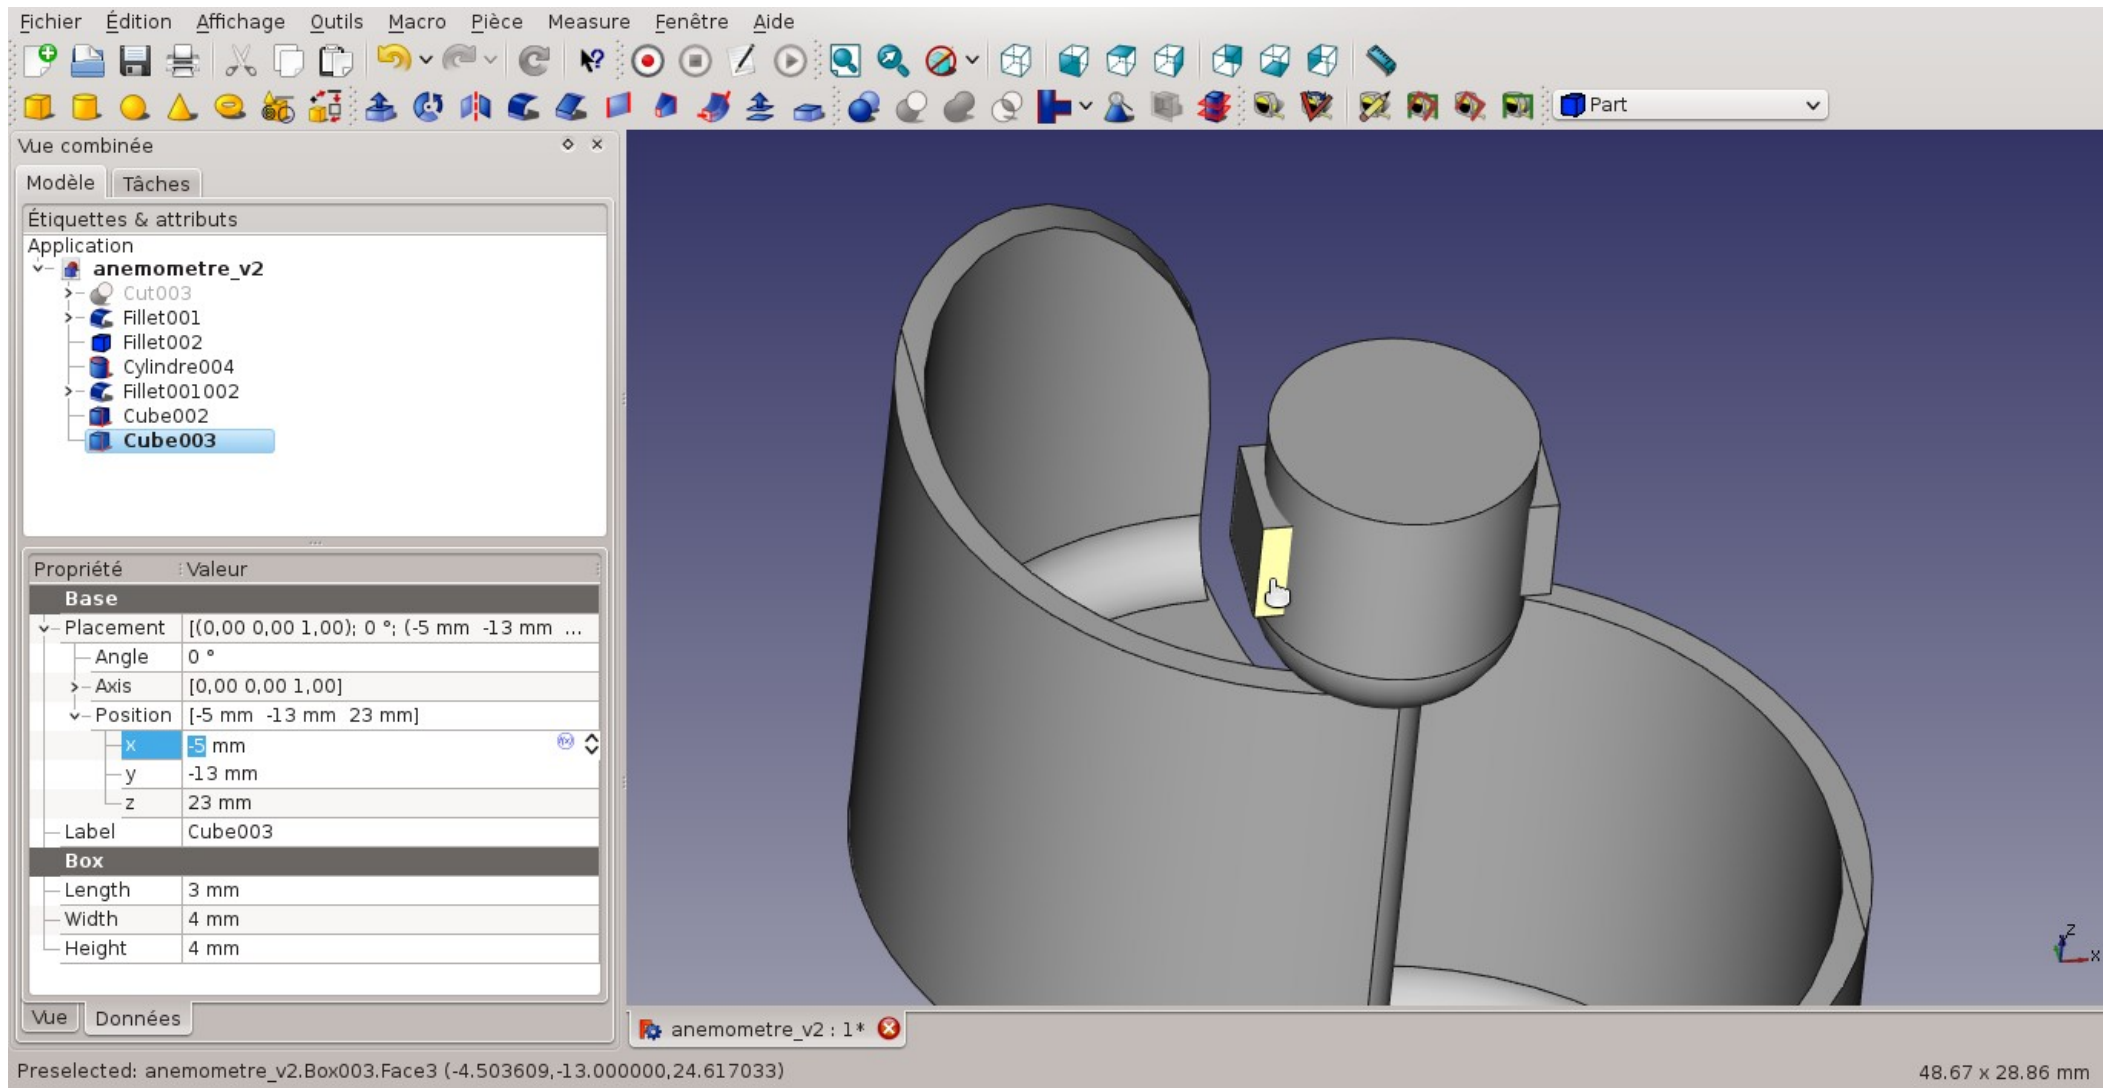 Fichier Édition Affichage Outils Macro Pièce Measure Fenêtre Aide
Part
Vue combinée
Modèle Tâches
Étiquettes & attributs
Application
anemometre_v2
Cut003
Fillet001
Fillet002
Cylindre004
Fillet001002
Cube002
Cube003
Propriété Valeur
Base
Placement [(0,00 0,00 1,00); 0 °; (-5 mm -13 mm ...
Angle 0 °
Axis [0,00 0,00 1,00]
Position [-5 mm -13 mm 23 mm]
x -5 mm
y -13 mm
z 23 mm
Label Cube003
Box
Length 3 mm
Width 4 mm
Height 4 mm
Vue Données
Z
X
anemometre_v2 : 1*
Preselected: anemometre_v2.Box003.Face3 (-4.503609,-13.000000,24.617033)
48.67 x 28.86 mm